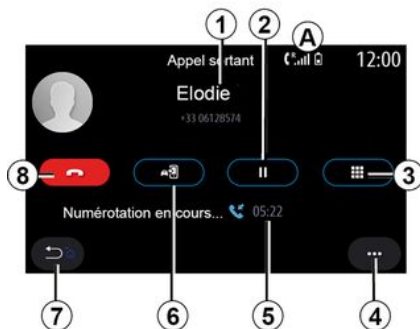 1
2
A
Appel sortant
12:00
Elodie
+33 06128574
8
3
Numérotation en cours... 05:22
7
6
5
4